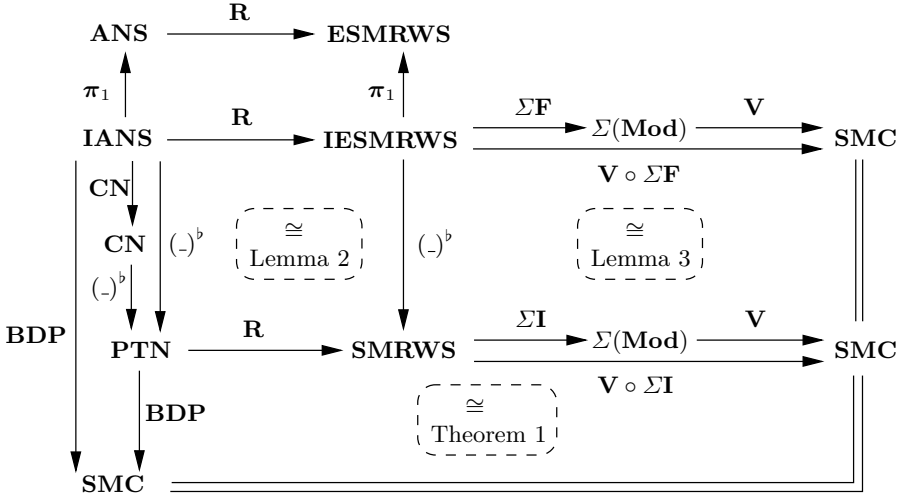 R
ANS ESMRWS
π₁ π₁
R ΣF V
IANS IESMRWS Σ(Mod) SMC
V ∘ ΣF
CN
≅ ≅
(_)♭ (_)♭
CN Lemma 2 Lemma 3
(_)♭
R ΣI V
BDP
PTN SMRWS Σ(Mod) SMC
V ∘ ΣI
BDP ≅
Theorem 1
SMC